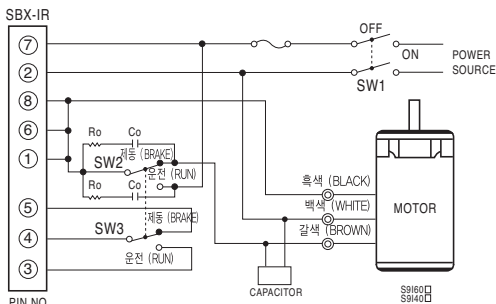 SBX-IR
7
2
8
6
1
5
4
3
PIN NO
OFF
ON
POWER
SOURCE
SW1
Ro
Co
제동 (BRAKE)
SW2
운전 (RUN)
Ro
Co
제동 (BRAKE)
SW3
운전 (RUN)
흑색 (BLACK)
백색 (WHITE)
갈색 (BROWN)
MOTOR
CAPACITOR
S9I60□
S9I40□